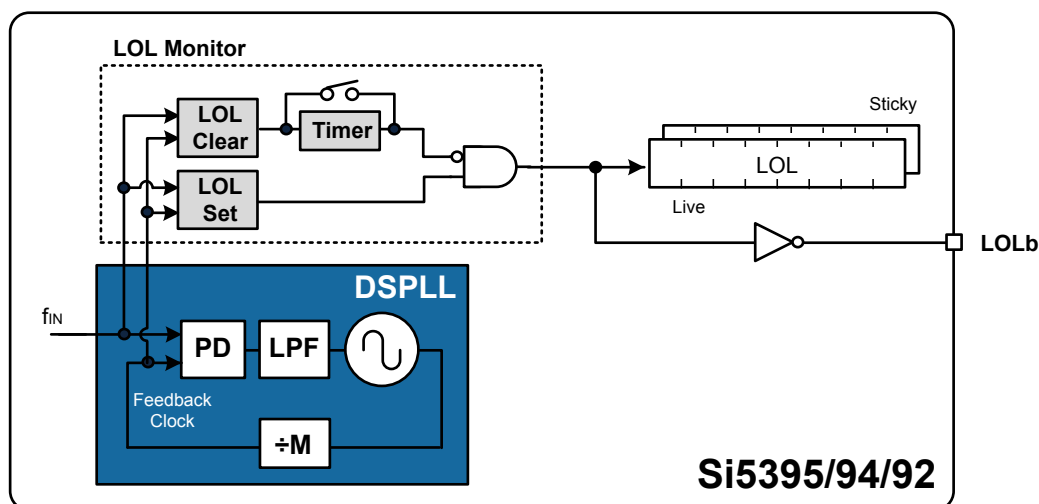 LOL Monitor
LOL
Clear
Timer
LOL
Set
Sticky
LOL
Live
LOLb
DSPLL
fIN
PD
LPF
Feedback
Clock
÷M
Si5395/94/92